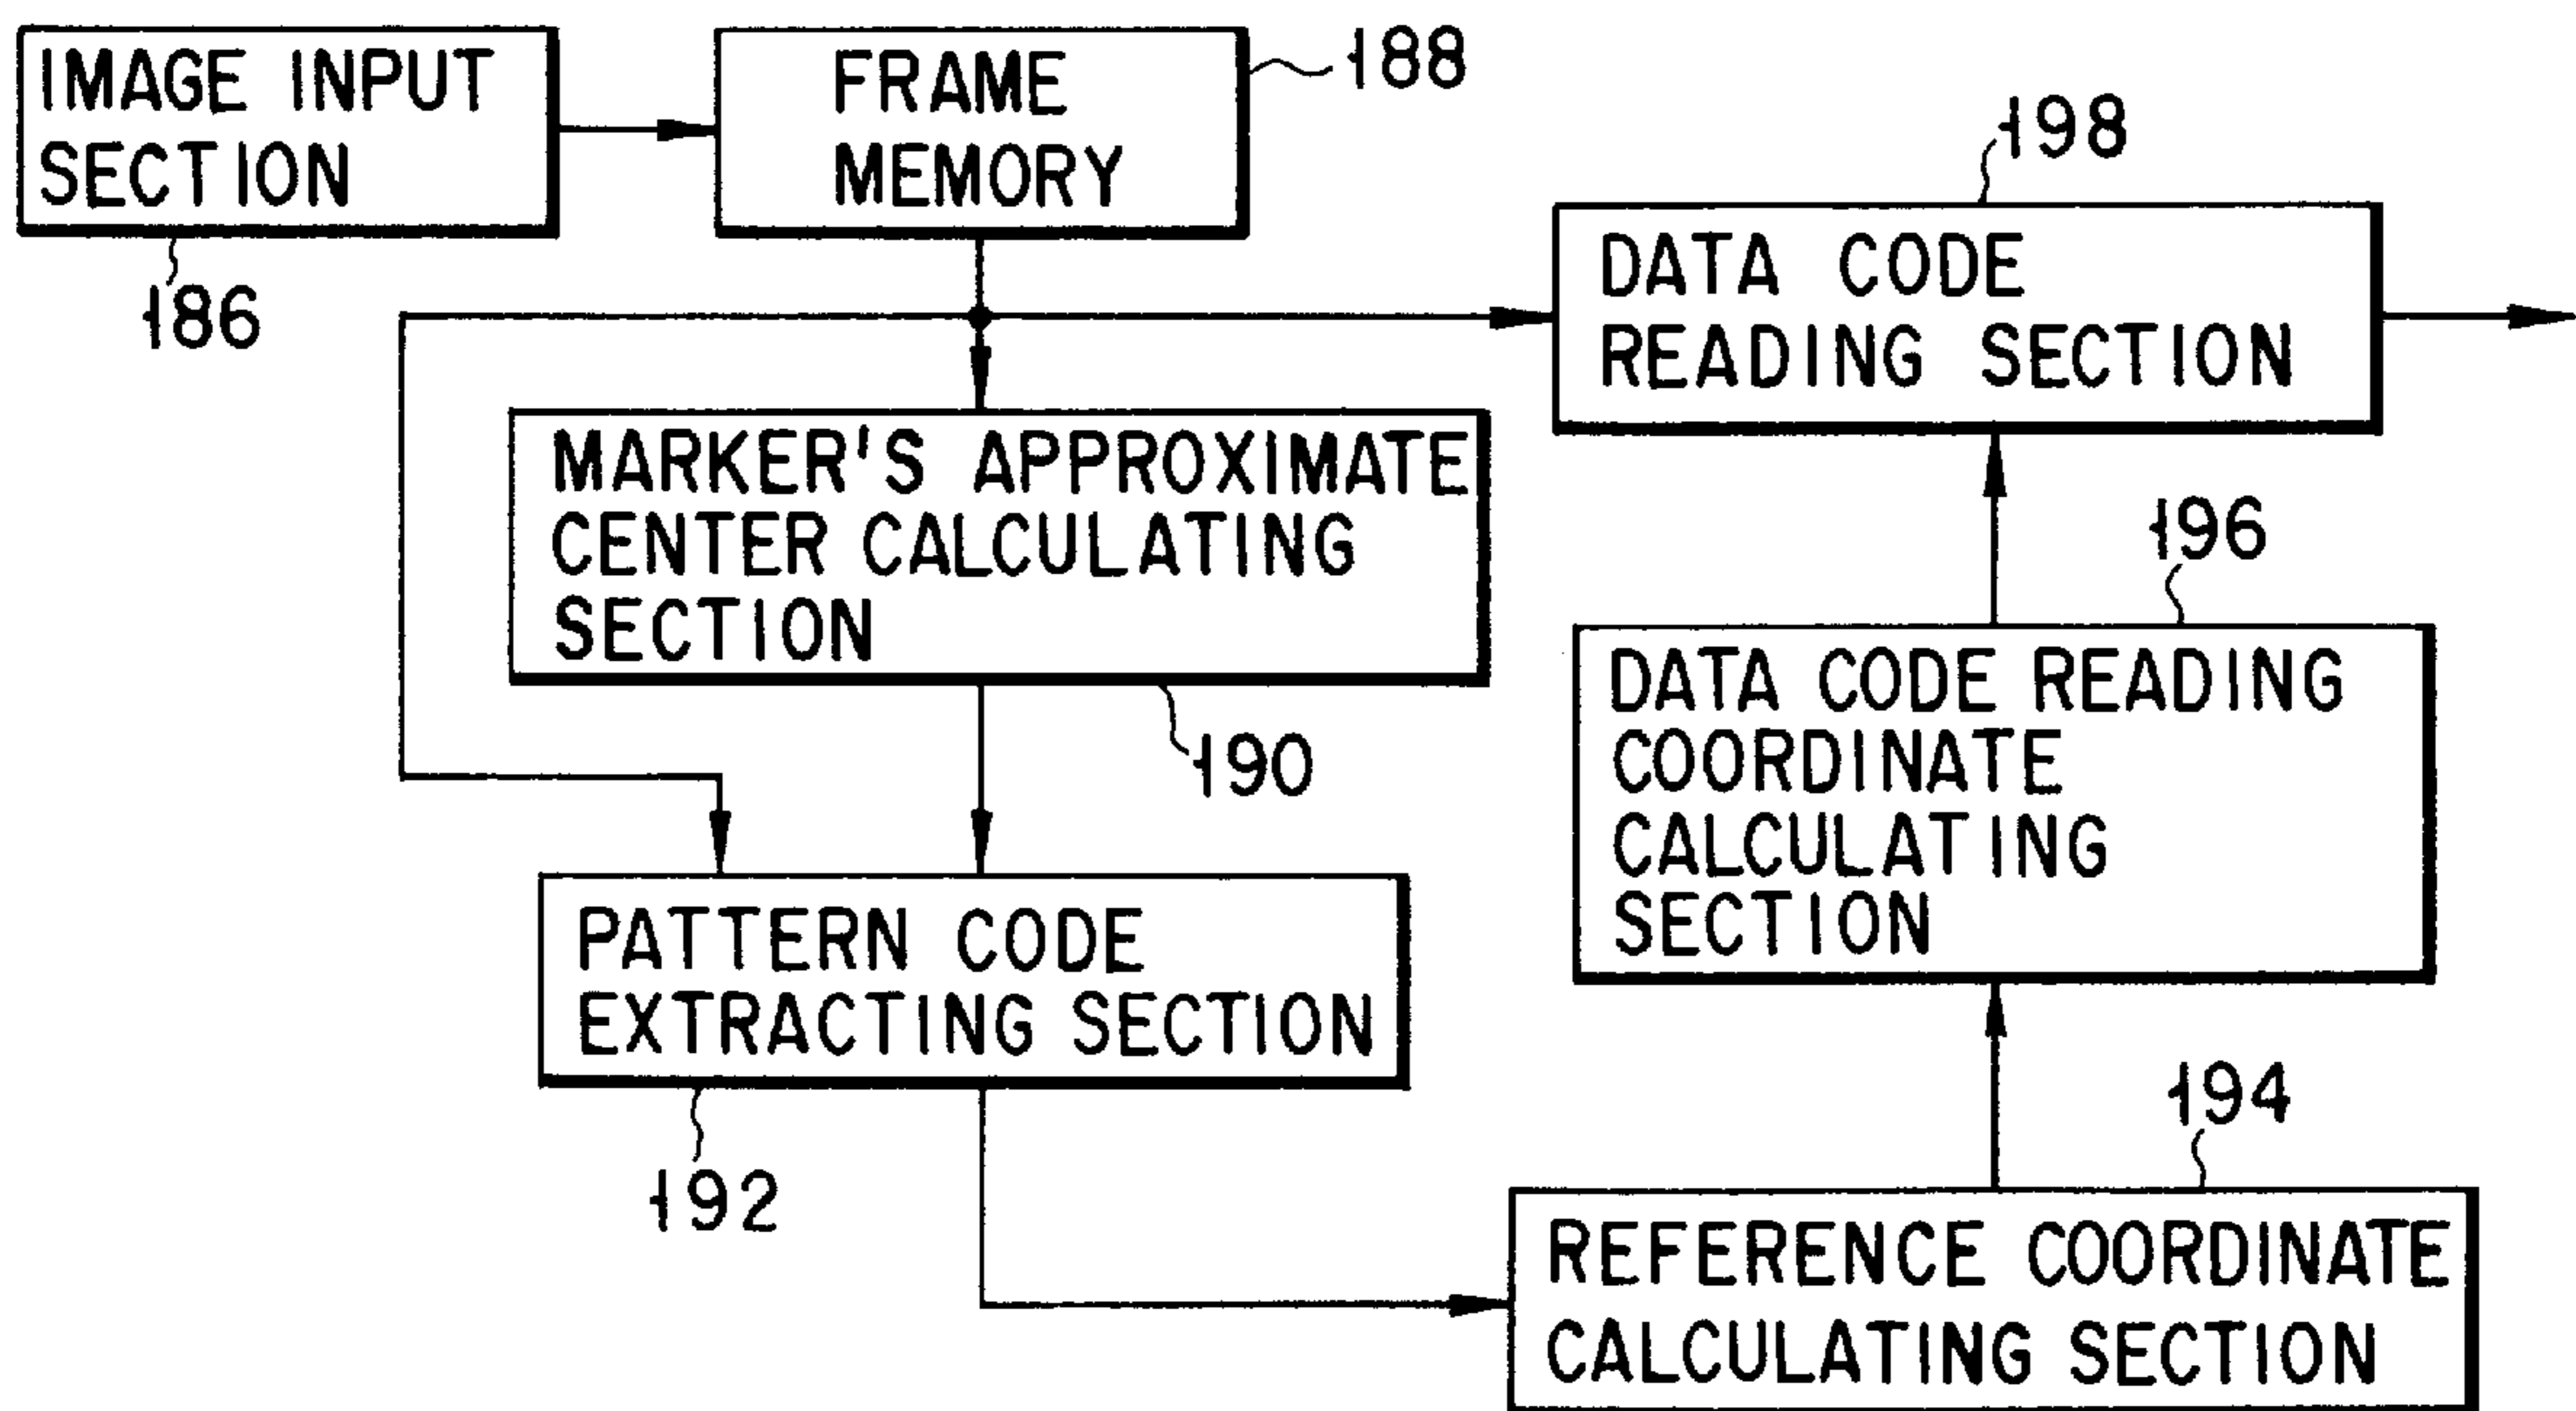 IMAGE INPUT
SECTION
186
FRAME
MEMORY
188
198
DATA CODE
READING SECTION
MARKER'S APPROXIMATE
CENTER CALCULATING
SECTION
190
196
DATA CODE READING
COORDINATE
CALCULATING
SECTION
PATTERN CODE
EXTRACTING SECTION
192
194
REFERENCE COORDINATE
CALCULATING SECTION